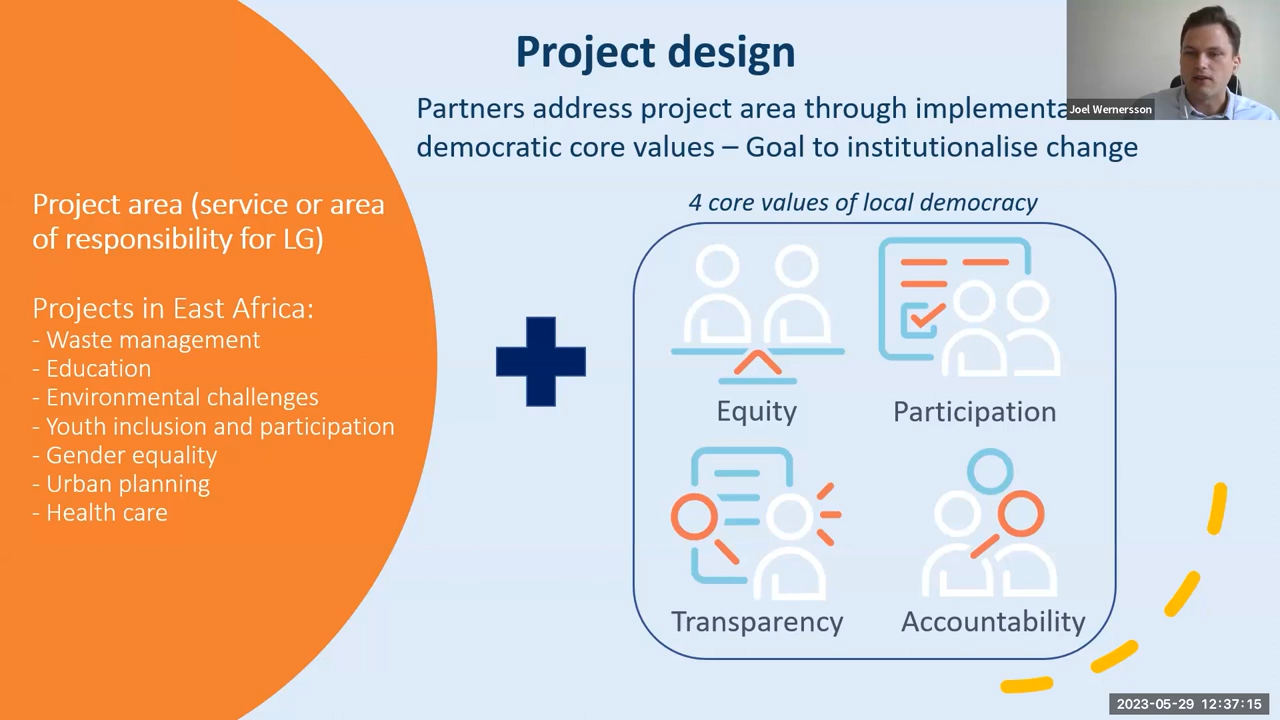 Project design
Partners address project area through implementa
democratic core values – Goal to institutionalise change
Joel Wernersson
Project area (service or area
of responsibility for LG)
Projects in East Africa:
- Waste management
- Education
- Environmental challenges
- Youth inclusion and participation
- Gender equality
- Urban planning
- Health care
4 core values of local democracy
Equity
Participation
Transparency
Accountability
2023-05-29 12:37:15